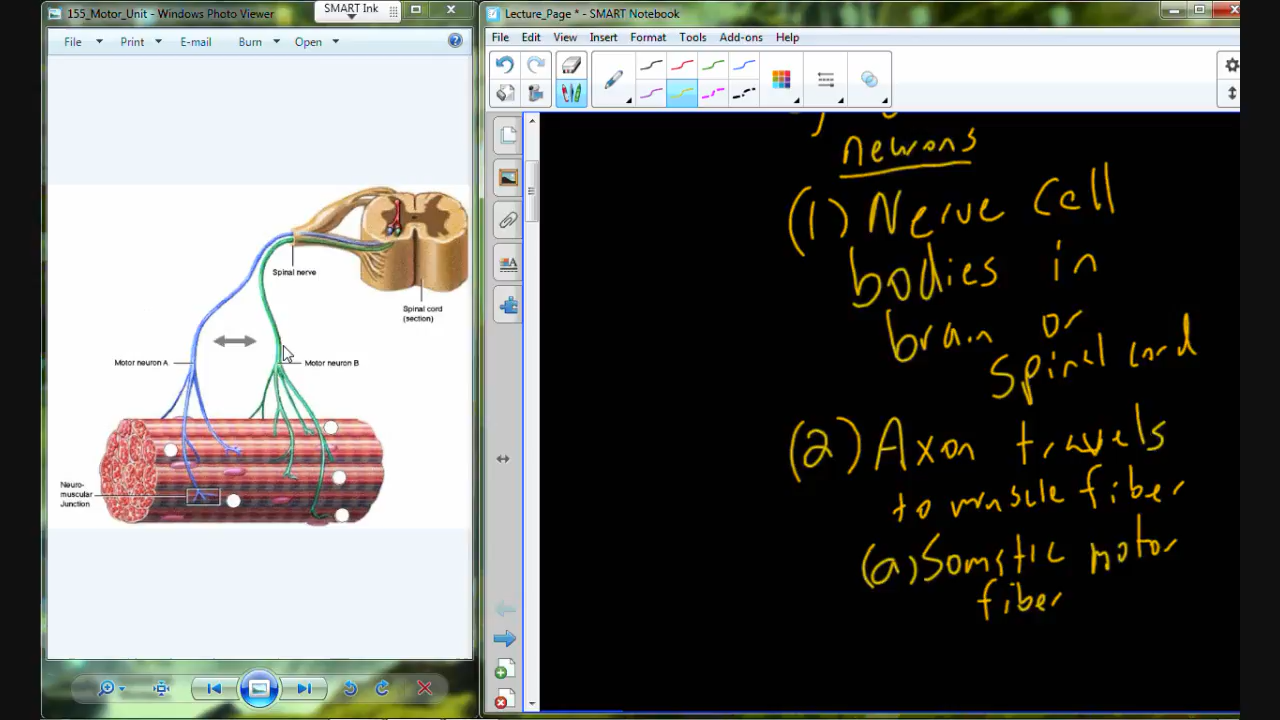 155_Motor_Unit - Windows Photo Viewer
SMART Ink
File Print E-mail Burn Open
Spinal nerve
Spinal cord
(section)
Motor neuron A
Motor neuron B
Neuro-
muscular
Junction
Lecture_Page * - SMART Notebook
File Edit View Insert Format Tools Add-ons Help
neurons
(1) Nerve cell
bodies in
brain or
Spinal cord
(2) Axon travels
to muscle fiber
(a) Somatic motor
fiber